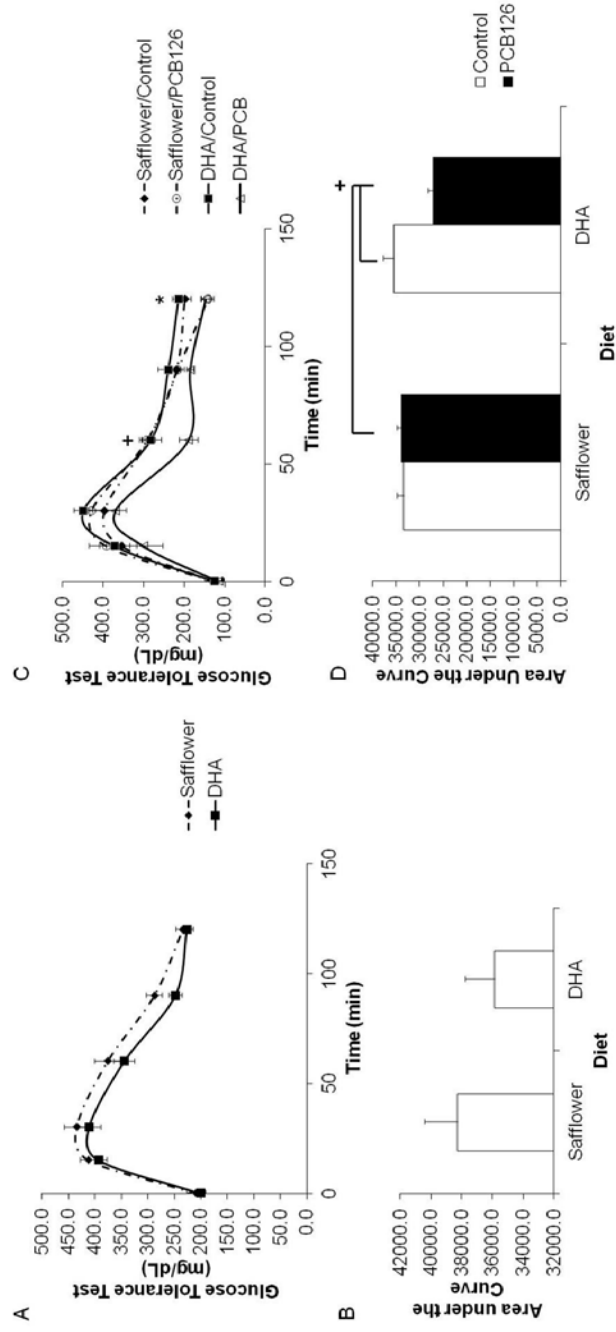 A
Glucose Tolerance Test
(mg/dL)
500.0
450.0
400.0
350.0
300.0
250.0
200.0
150.0
100.0
50.0
0.0
0
50
100
150
Time (min)
Safflower
DHA
B
Area under the
Curve
42000.0
40000.0
38000.0
36000.0
34000.0
32000.0
Safflower
DHA
Diet
C
Glucose Tolerance Test
(mg/dL)
500.0
400.0
300.0
200.0
100.0
0.0
+
*
0
50
100
150
Time (min)
Safflower/Control
Safflower/PCB126
DHA/Control
DHA/PCB
D
Area Under the Curve
40000.0
35000.0
30000.0
25000.0
20000.0
15000.0
10000.0
5000.0
0.0
+
Safflower
DHA
Diet
Control
PCB126